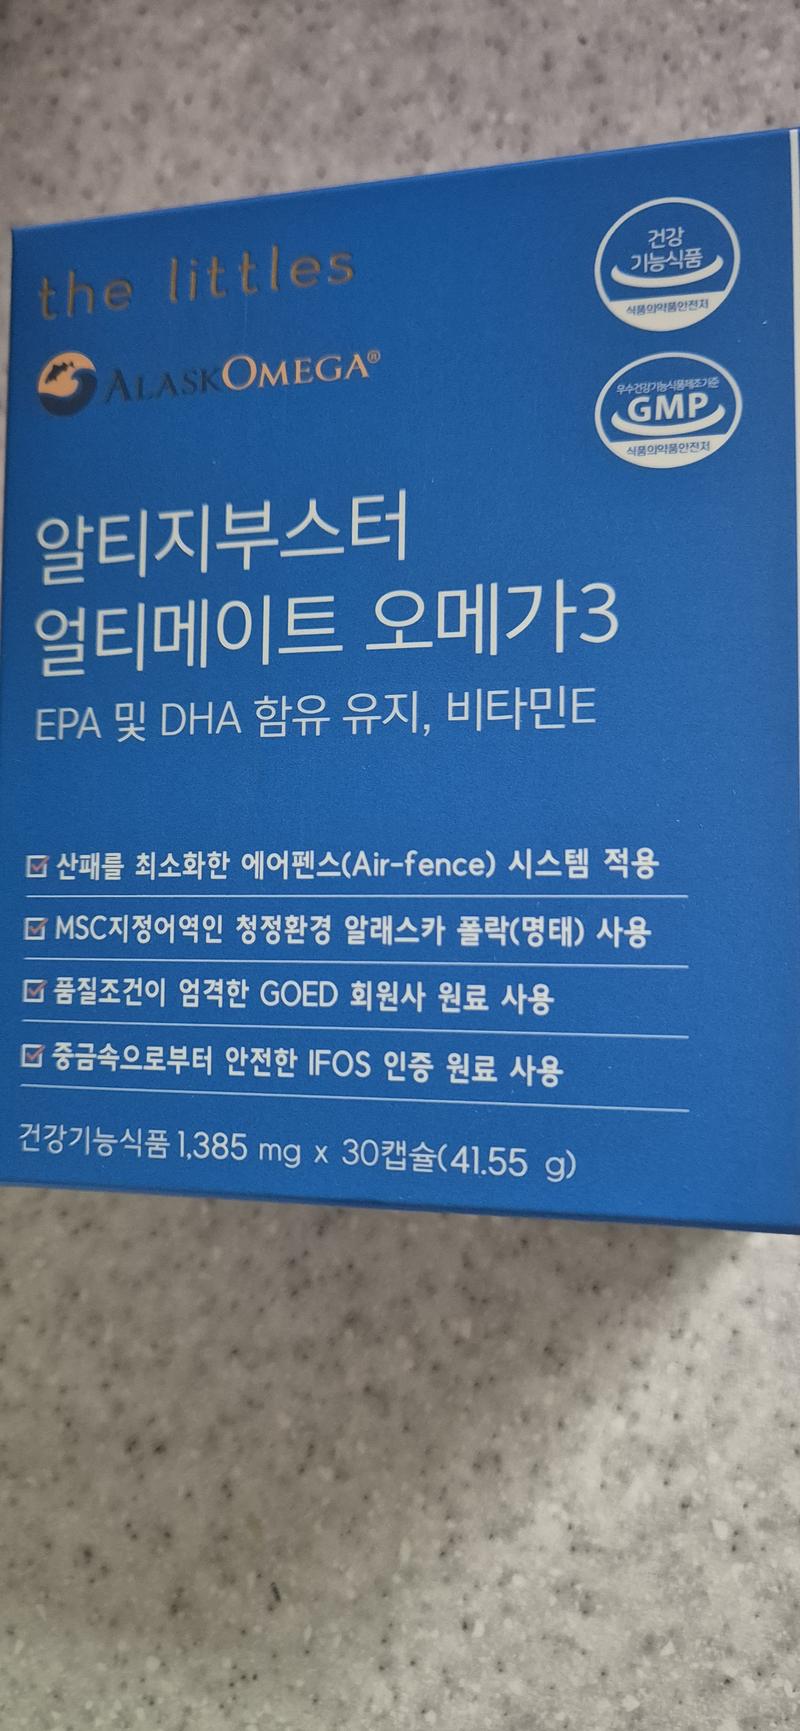 the littles
ALASKOMEGA®
건강
기능식품
식품의약품안전처
우수건강기능식품제조기준
GMP
식품의약품안전처
알티지부스터
얼티메이트 오메가3
EPA 및 DHA 함유 유지, 비타민E
산패를 최소화한 에어펜스(Air-fence) 시스템 적용
MSC지정어역인 청정환경 알래스카 폴락(명태) 사용
품질조건이 엄격한 GOED 회원사 원료 사용
중금속으로부터 안전한 IFOS 인증 원료 사용
건강기능식품 1,385 mg x 30캡슐(41.55 g)